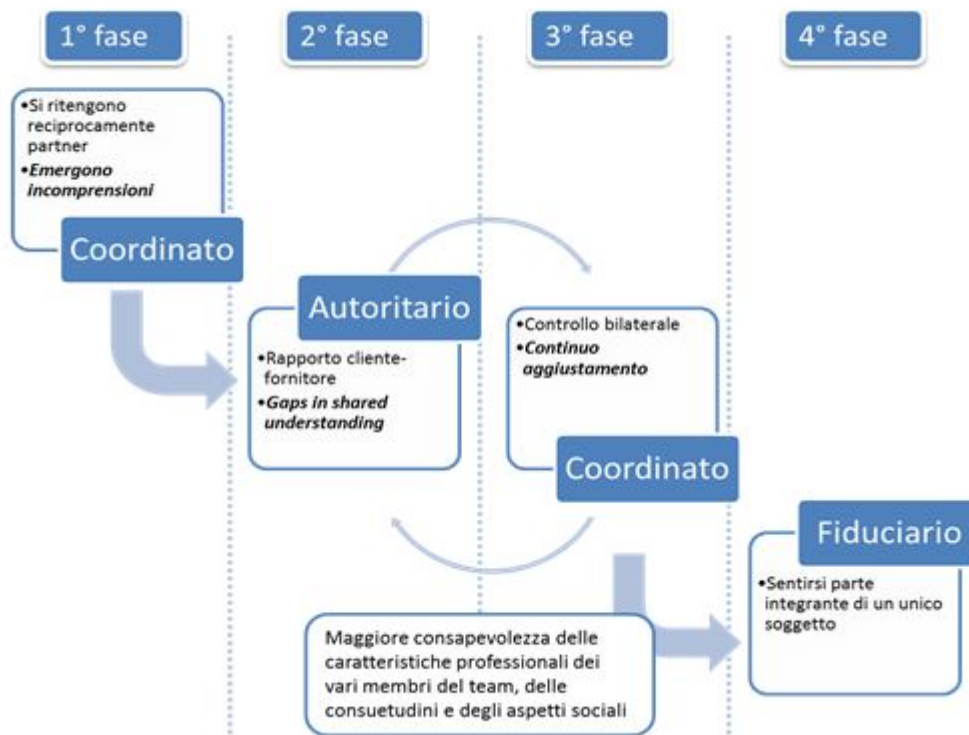 1° fase
2° fase
3° fase
4° fase
•Si ritengono
reciprocamente
partner
•Emergono
incomprensioni
Coordinato
Autoritario
•Rapporto cliente-
fornitore
•Gaps in shared
understanding
•Controllo bilaterale
•Continuo
aggiustamento
Coordinato
Fiduciario
•Sentirsi parte
integrante di un unico
soggetto
Maggiore consapevolezza delle
caratteristiche professionali dei
vari membri del team, delle
consuetudini e degli aspetti sociali